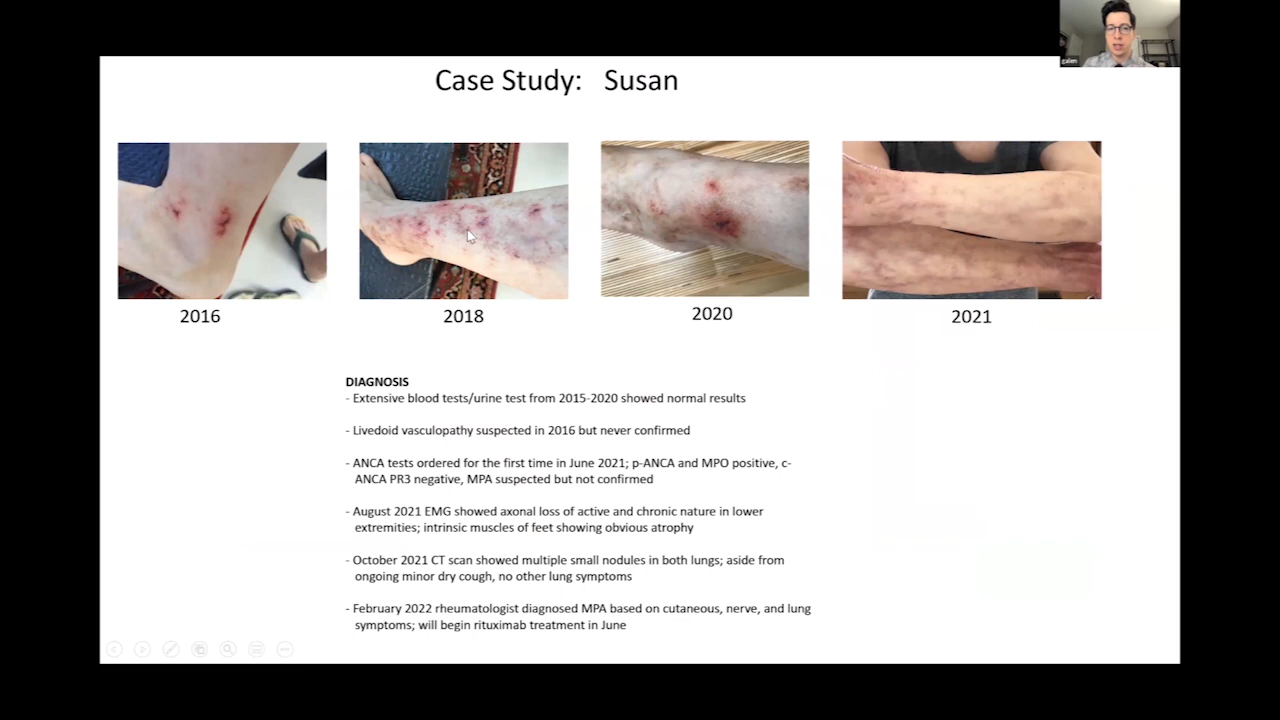 galen
Case Study: Susan
2016
2018
2020
2021
DIAGNOSIS
- Extensive blood tests/urine test from 2015-2020 showed normal results
- Livedoid vasculopathy suspected in 2016 but never confirmed
- ANCA tests ordered for the first time in June 2021; p-ANCA and MPO positive, c-
ANCA PR3 negative, MPA suspected but not confirmed
- August 2021 EMG showed axonal loss of active and chronic nature in lower
extremities; intrinsic muscles of feet showing obvious atrophy
- October 2021 CT scan showed multiple small nodules in both lungs; aside from
ongoing minor dry cough, no other lung symptoms
- February 2022 rheumatologist diagnosed MPA based on cutaneous, nerve, and lung
symptoms; will begin rituximab treatment in June